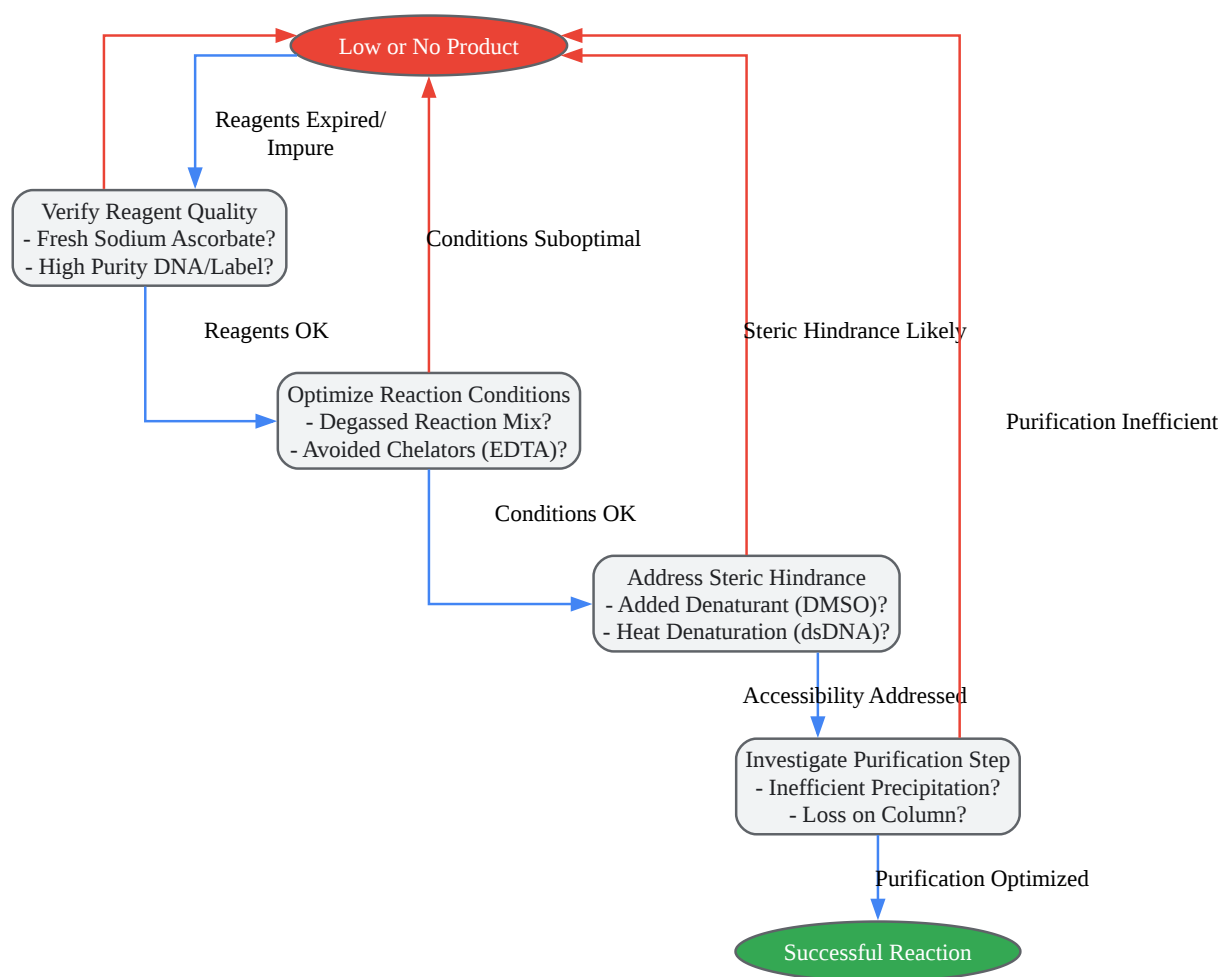 Low or No Product
Reagents Expired/
Impure
Verify Reagent Quality
- Fresh Sodium Ascorbate?
- High Purity DNA/Label?
Conditions Suboptimal
Reagents OK
Steric Hindrance Likely
Optimize Reaction Conditions
- Degassed Reaction Mix?
- Avoided Chelators (EDTA)?
Purification Inefficient
Conditions OK
Address Steric Hindrance
- Added Denaturant (DMSO)?
- Heat Denaturation (dsDNA)?
Accessibility Addressed
Investigate Purification Step
- Inefficient Precipitation?
- Loss on Column?
Purification Optimized
Successful Reaction